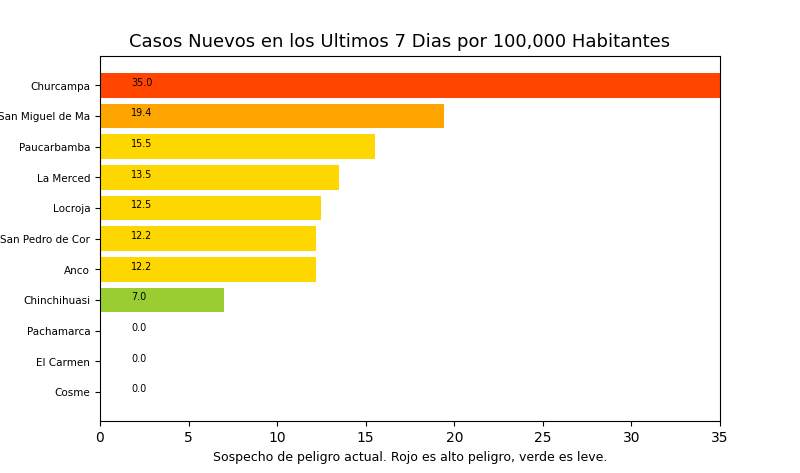 Casos Nuevos en los Ultimos 7 Dias por 100,000 Habitantes
Churcampa 35.0
San Miguel de Ma 19.4
Paucarbamba 15.5
La Merced 13.5
Locroja 12.5
San Pedro de Cor 12.2
Anco 12.2
Chinchihuasi 7.0
Pachamarca 0.0
El Carmen 0.0
Cosme 0.0
0 5 10 15 20 25 30 35
Sospecho de peligro actual. Rojo es alto peligro, verde es leve.